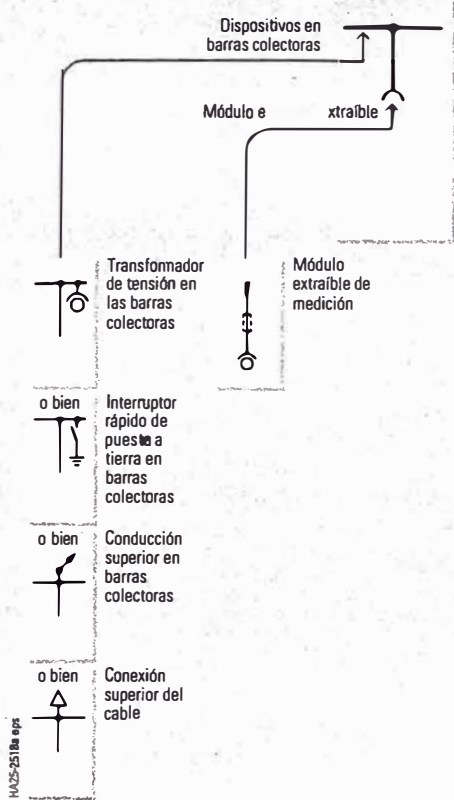 Dispositivos en
barras colectoras
Módulo e xtraíble
Transformador
de tensión en
las barras
colectoras
Módulo
extraíble de
medición
o bien
Interruptor
rápido de
puesta a
tierra en
barras
colectoras
o bien
Conducción
superior en
barras
colectoras
o bien
Conexión
superior del
cable
HA25-2518a eps